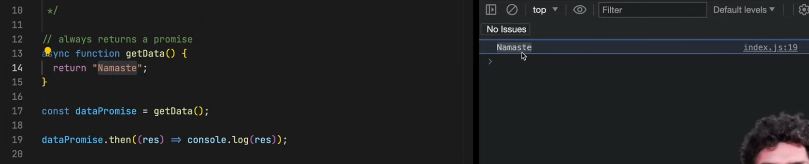 10 */
11
12 // always returns a promise
13 async function getData() {
14 return "Namaste";
15 }
16
17 const dataPromise = getData();
18
19 dataPromise.then((res) => console.log(res));
20
top
Filter
Default levels
No Issues
Namaste index.js:19